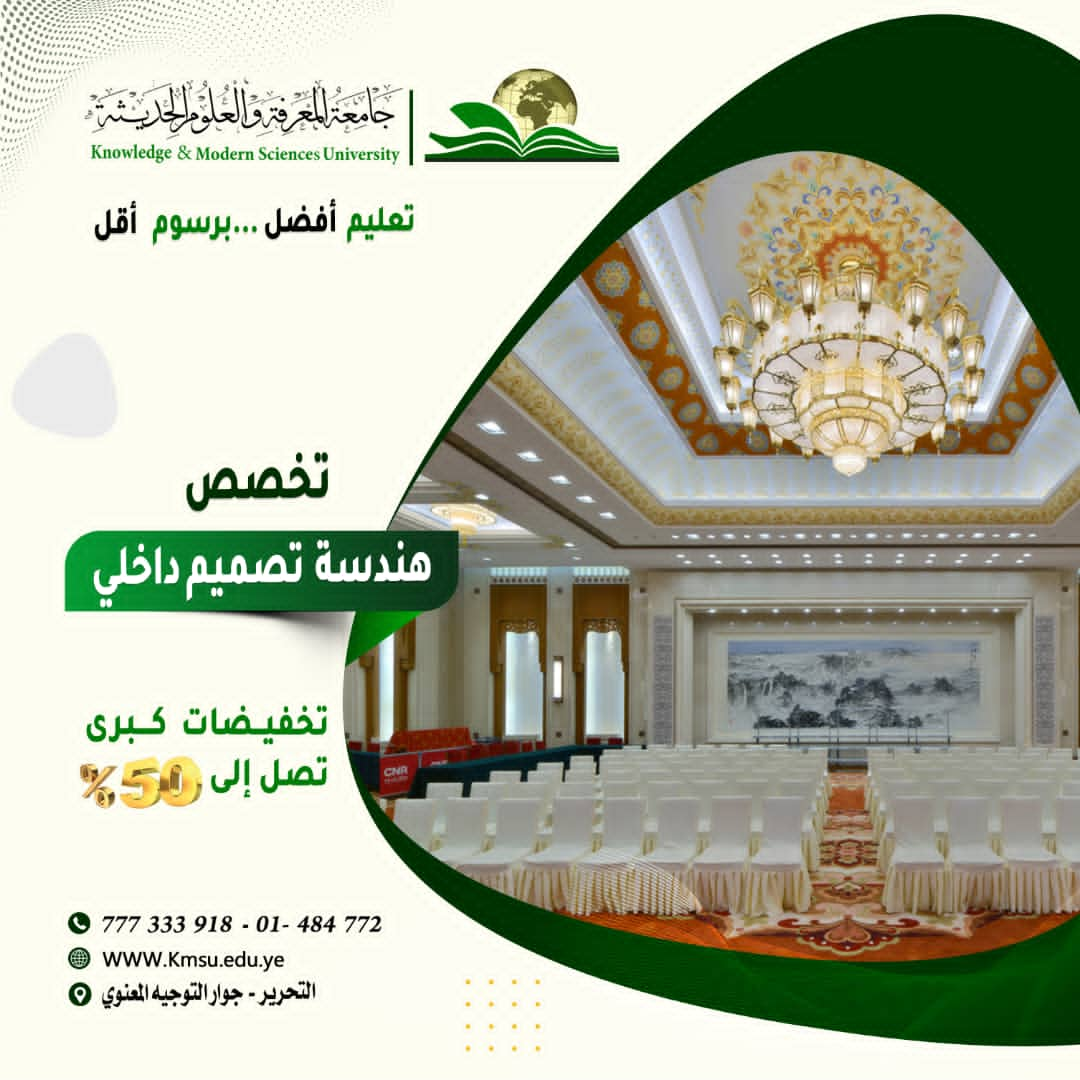 جامعة المعرفة والعلوم الحديثة
Knowledge & Modern Sciences University
تعليم أفضل ...برسوم أقل
تخصص
هندسة تصميم داخلي
تخفيضات كبرى
تصل إلى 50%
777 333 918 - 01- 484 772
WWW.Kmsu.edu.ye
التحرير - جوار التوجيه المعنوي
CNR